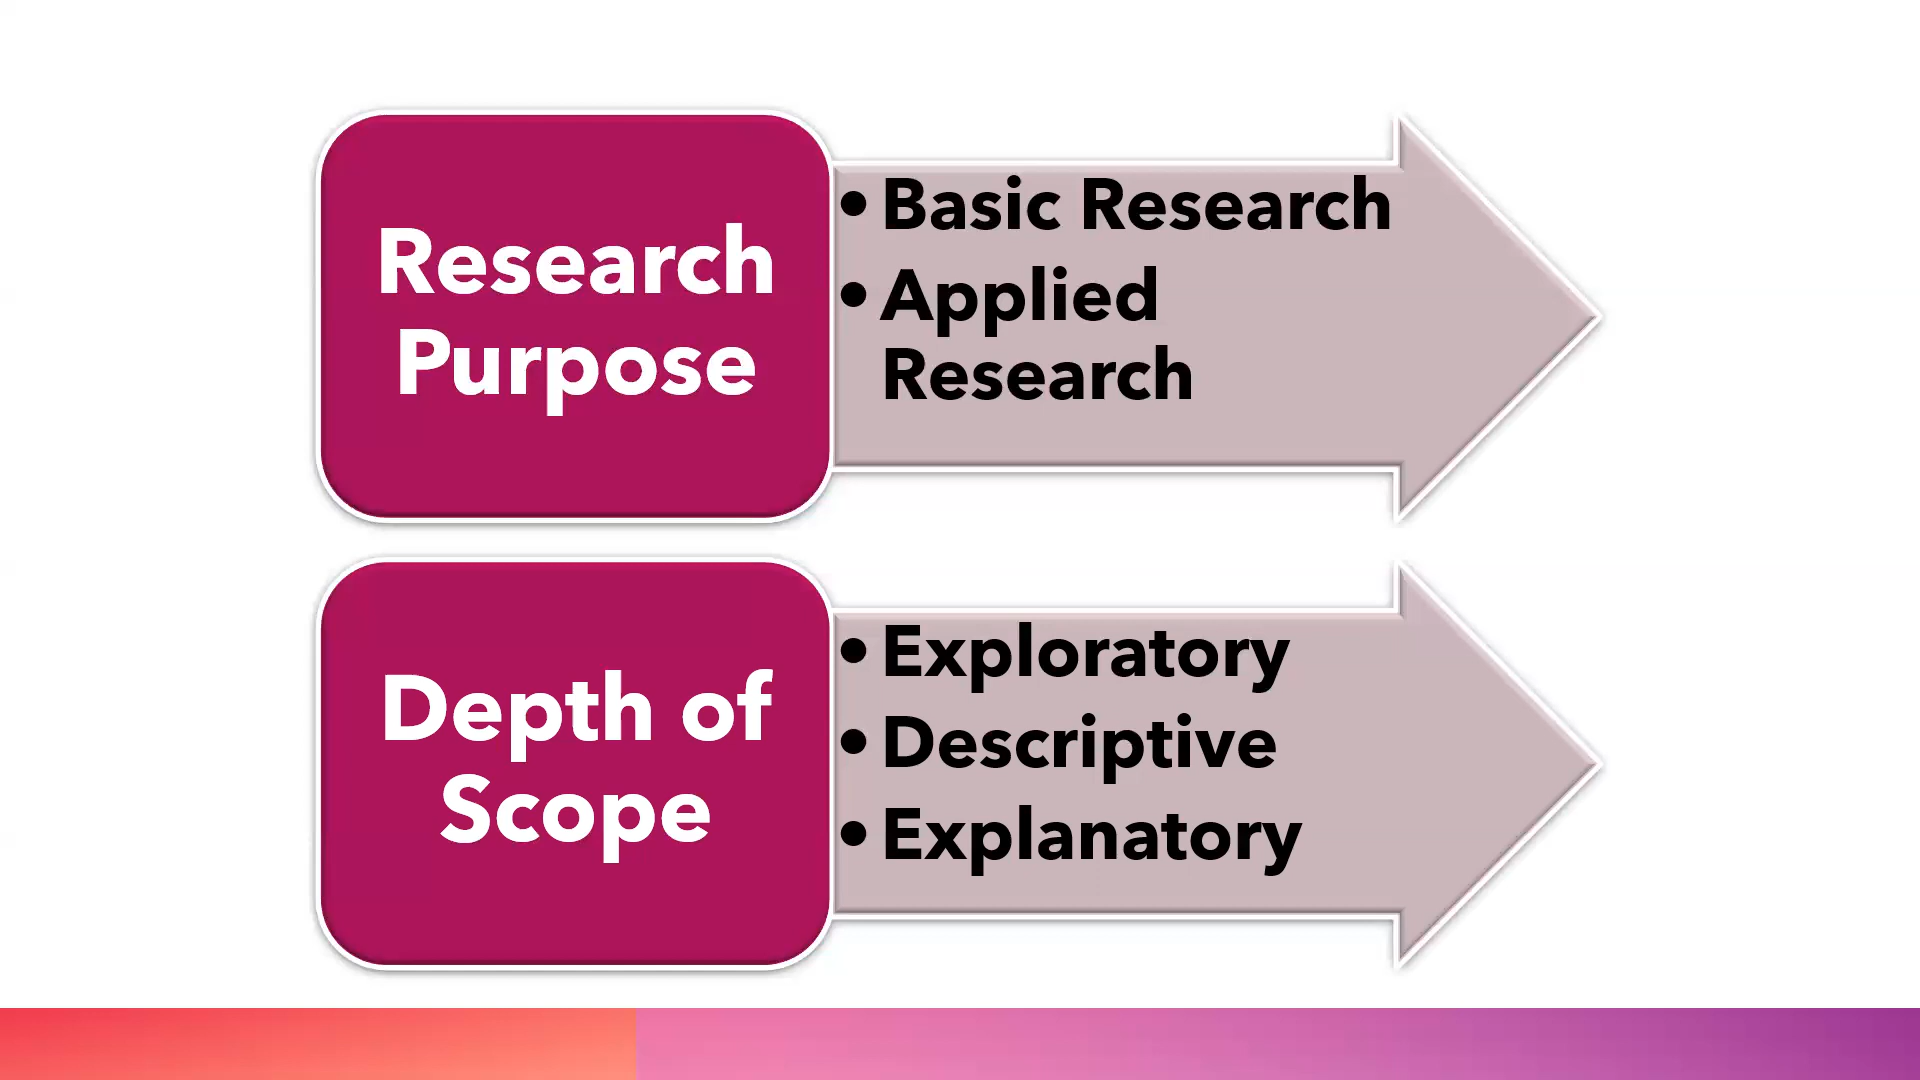 Research
Purpose
• Basic Research
• Applied
Research
Depth of
Scope
• Exploratory
• Descriptive
• Explanatory